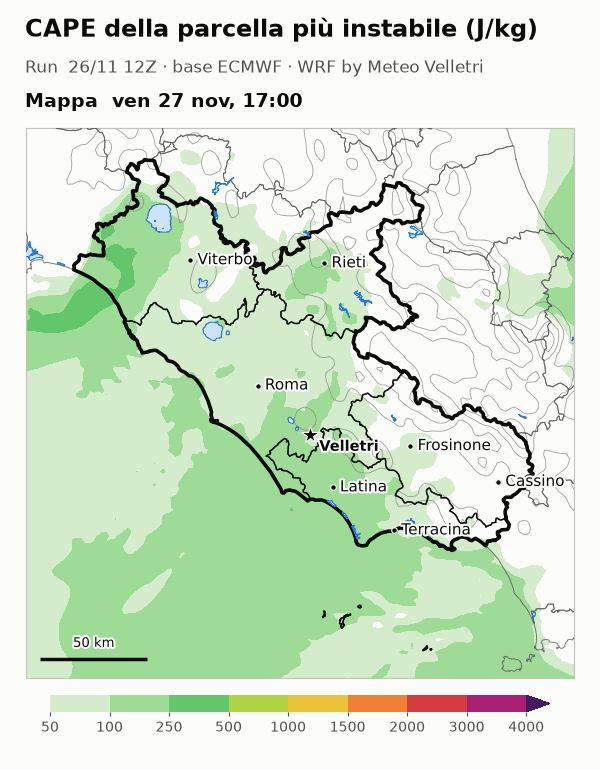 CAPE della parcella più instabile (J/kg)
Run  26/11 12Z · base ECMWF · WRF by Meteo Velletri
Mappa  ven 27 nov, 17:00
Viterbo
Rieti
Roma
Velletri
Frosinone
Latina
Cassino
Terracina
50 km
50 100 250 500 1000 1500 2000 3000 4000